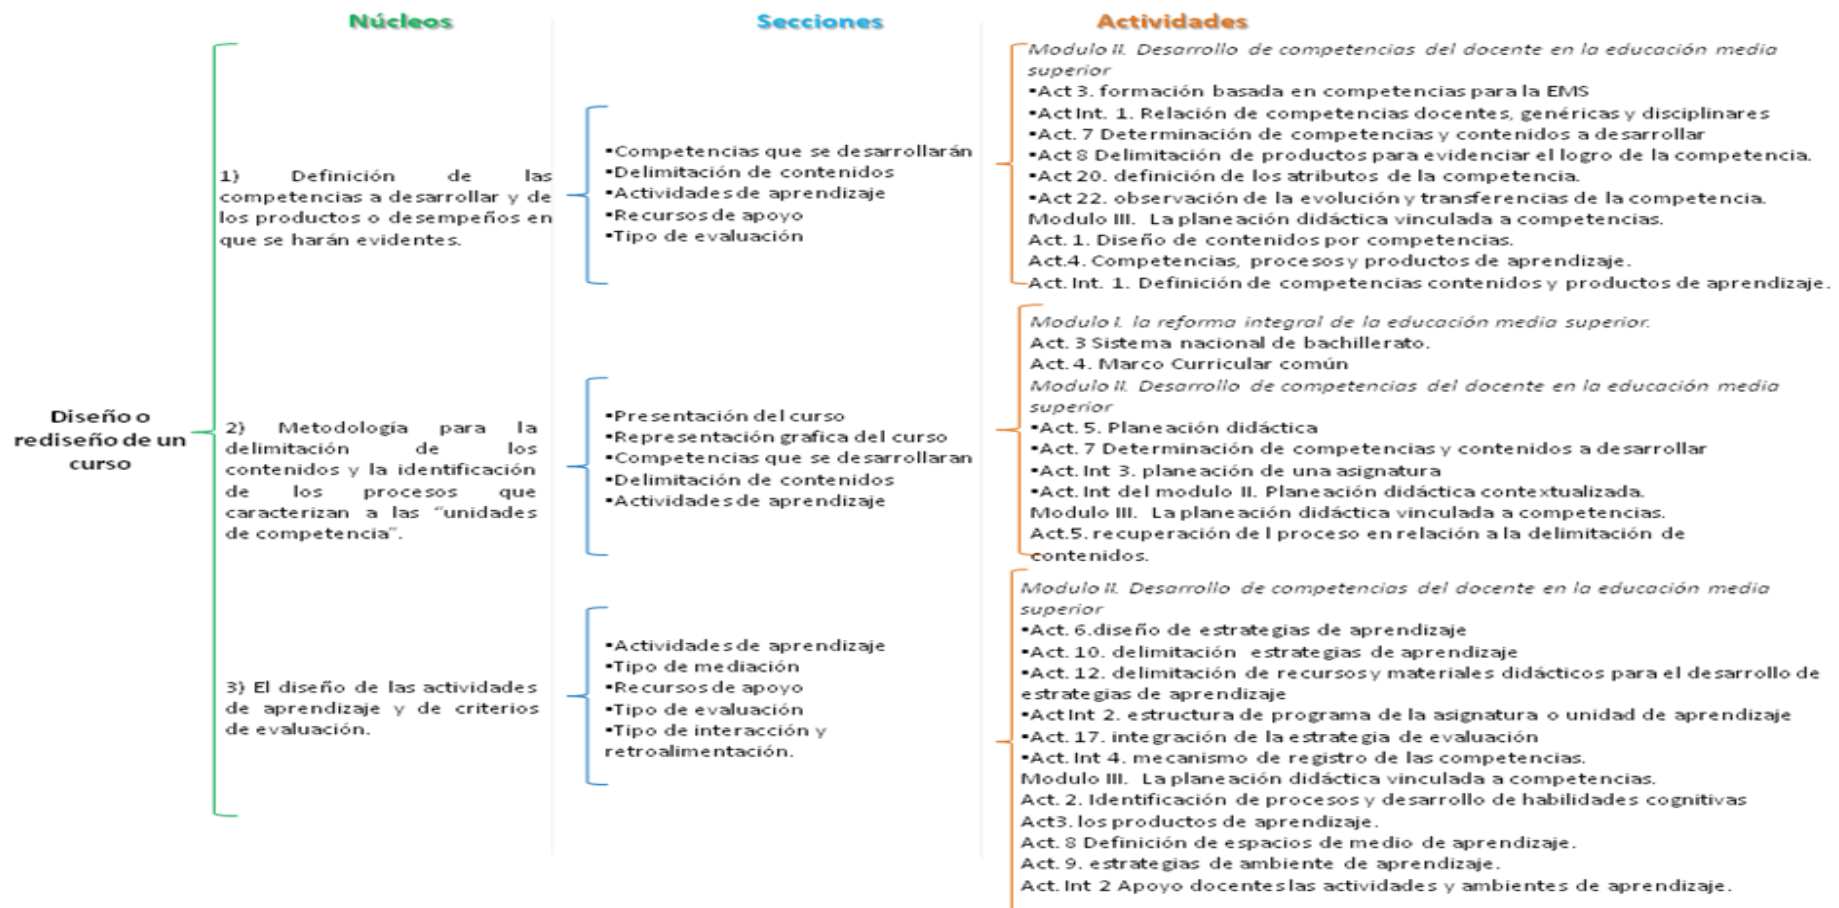 Núcleos
Secciones
Actividades
Diseño o
rediseño de un
curso
1) Definición de las
competencias a desarrollar y de
los productos o desempeños en
que se harán evidentes.
•Competencias que se desarrollarán
•Delimitación de contenidos
•Actividades de aprendizaje
•Recursos de apoyo
•Tipo de evaluación
Modulo II. Desarrollo de competencias del docente en la educación media
superior
•Act 3. formación basada en competencias para la EMS
•Act Int. 1. Relación de competencias docentes, genéricas y disciplinares
•Act. 7 Determinación de competencias y contenidos a desarrollar
•Act 8 Delimitación de productos para evidenciar el logro de la competencia.
•Act 20. definición de los atributos de la competencia.
•Act 22. observación de la evolución y transferencias de la competencia.
Modulo III. La planeación didáctica vinculada a competencias.
Act. 1. Diseño de contenidos por competencias.
Act.4. Competencias, procesos y productos de aprendizaje.
Act. Int. 1. Definición de competencias contenidos y productos de aprendizaje.
2) Metodología para la
delimitación de los
contenidos y la identificación
de los procesos que
caracterizan a las “unidades
de competencia”.
•Presentación del curso
•Representación grafica del curso
•Competencias que se desarrollaran
•Delimitación de contenidos
•Actividades de aprendizaje
Modulo I. la reforma integral de la educación media superior.
Act. 3 Sistema nacional de bachillerato.
Act. 4. Marco Curricular común
Modulo II. Desarrollo de competencias del docente en la educación media
superior
•Act. 5. Planeación didáctica
•Act. 7 Determinación de competencias y contenidos a desarrollar
•Act. Int 3. planeación de una asignatura
•Act. Int del modulo II. Planeación didáctica contextualizada.
Modulo III. La planeación didáctica vinculada a competencias.
Act.5. recuperación de l proceso en relación a la delimitación de
contenidos.
3) El diseño de las actividades
de aprendizaje y de criterios
de evaluación.
•Actividades de aprendizaje
•Tipo de mediación
•Recursos de apoyo
•Tipo de evaluación
•Tipo de interacción y
retroalimentación.
Modulo II. Desarrollo de competencias del docente en la educación media
superior
•Act. 6.diseño de estrategias de aprendizaje
•Act. 10. delimitación estrategias de aprendizaje
•Act. 12. delimitación de recursos y materiales didácticos para el desarrollo de
estrategias de aprendizaje
•Act Int 2. estructura de programa de la asignatura o unidad de aprendizaje
•Act. 17. integración de la estrategia de evaluación
•Act. Int 4. mecanismo de registro de las competencias.
Modulo III. La planeación didáctica vinculada a competencias.
Act. 2. Identificación de procesos y desarrollo de habilidades cognitivas
Act3. los productos de aprendizaje.
Act. 8 Definición de espacios de medio de aprendizaje.
Act. 9. estrategias de ambiente de aprendizaje.
Act. Int 2 Apoyo docentes las actividades y ambientes de aprendizaje.